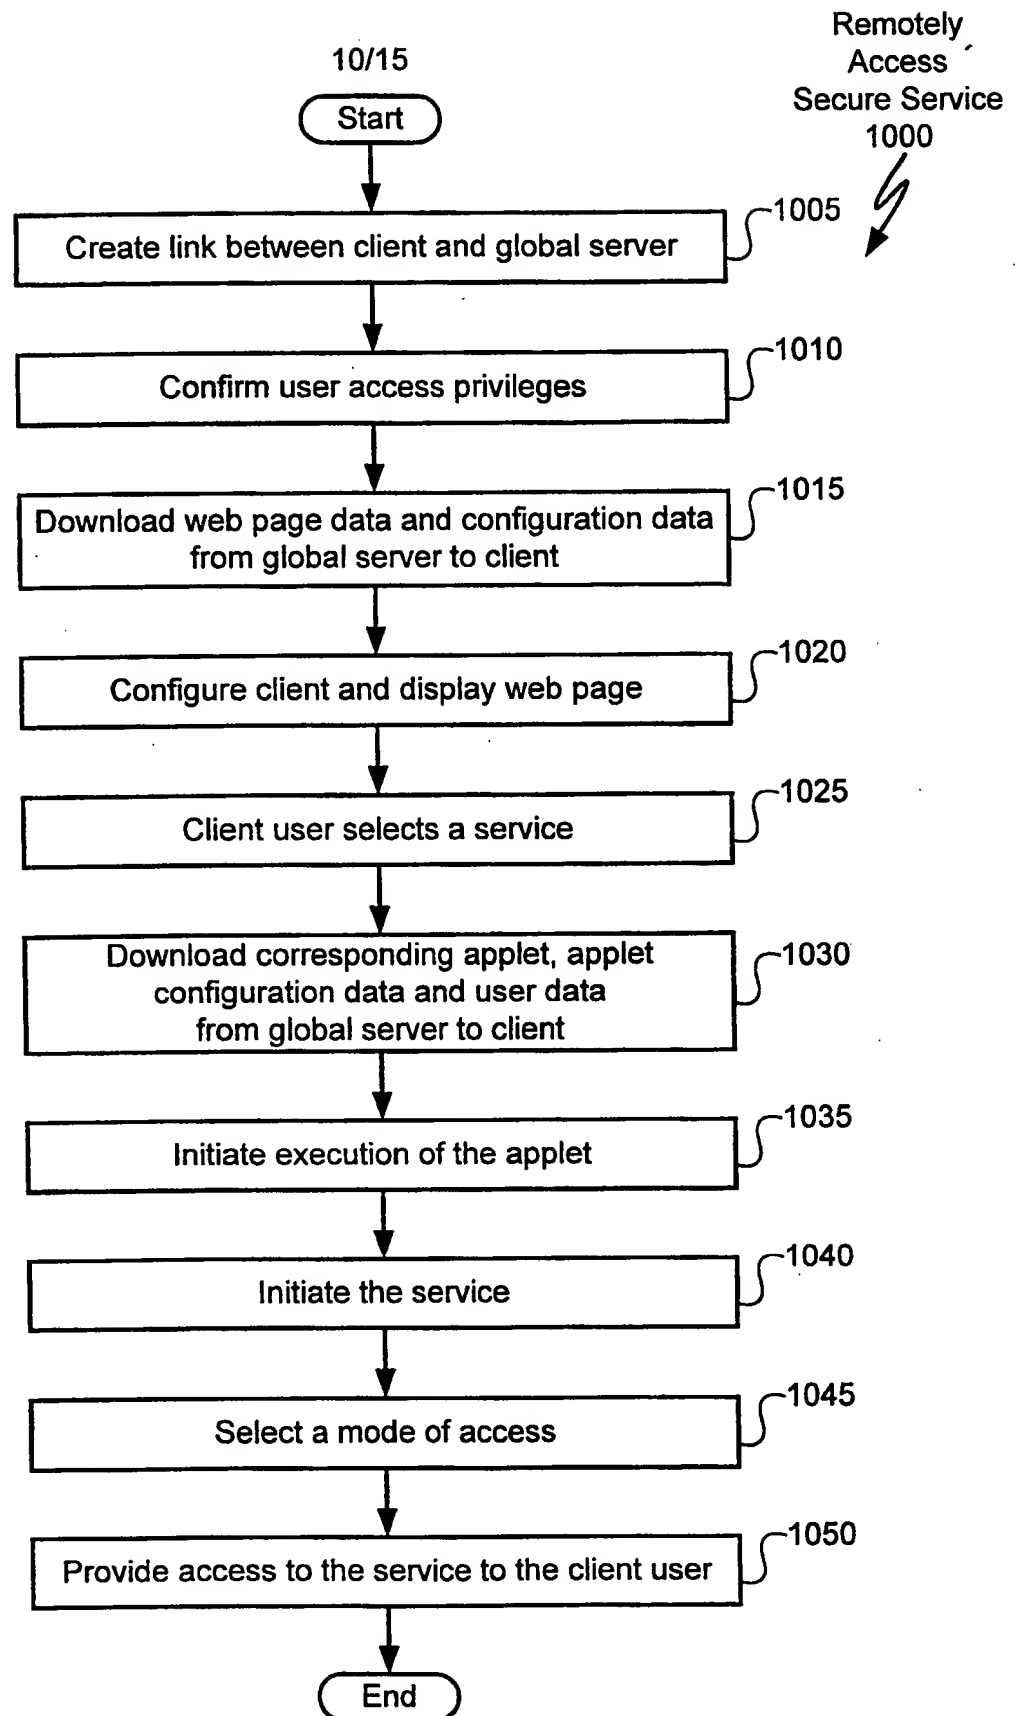 10/15
Remotely
Access
Secure Service
1000
Start
Create link between client and global server
1005
Confirm user access privileges
1010
Download web page data and configuration data
from global server to client
1015
Configure client and display web page
1020
Client user selects a service
1025
Download corresponding applet, applet
configuration data and user data
from global server to client
1030
Initiate execution of the applet
1035
Initiate the service
1040
Select a mode of access
1045
Provide access to the service to the client user
1050
End